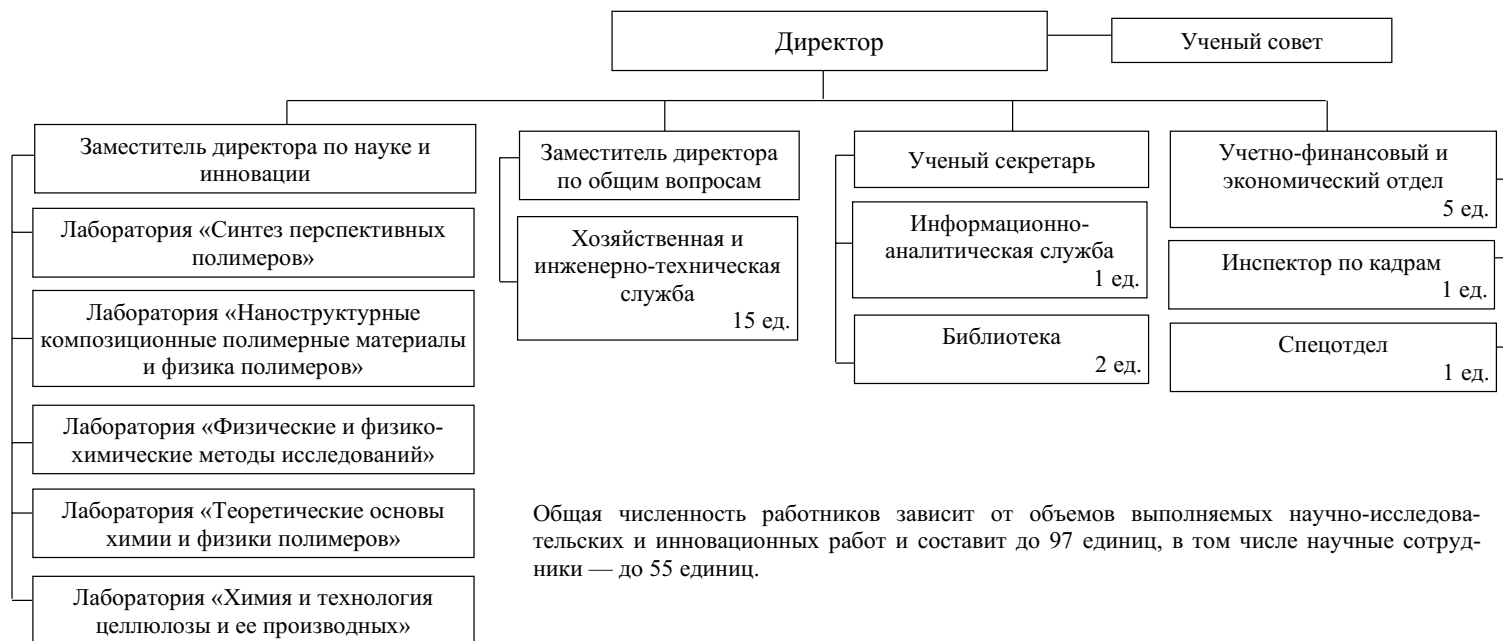 Директор
Ученый совет
Заместитель директора по науке и
инновации
Лаборатория «Синтез перспективных
полимеров»
Лаборатория «Наноструктурные
композиционные полимерные материалы
и физика полимеров»
Лаборатория «Физические и физико-
химические методы исследований»
Лаборатория «Теоретические основы
химии и физики полимеров»
Лаборатория «Химия и технология
целлюлозы и ее производных»
Заместитель директора
по общим вопросам
Хозяйственная и
инженерно-техническая
служба
15 ед.
Ученый секретарь
Информационно-
аналитическая служба
1 ед.
Библиотека
2 ед.
Учетно-финансовый и
экономический отдел
5 ед.
Инспектор по кадрам
1 ед.
Спецотдел
1 ед.
Общая численность работников зависит от объемов выполняемых научно-исследова-
тельских и инновационных работ и составит до 97 единиц, в том числе научные сотруд-
ники — до 55 единиц.